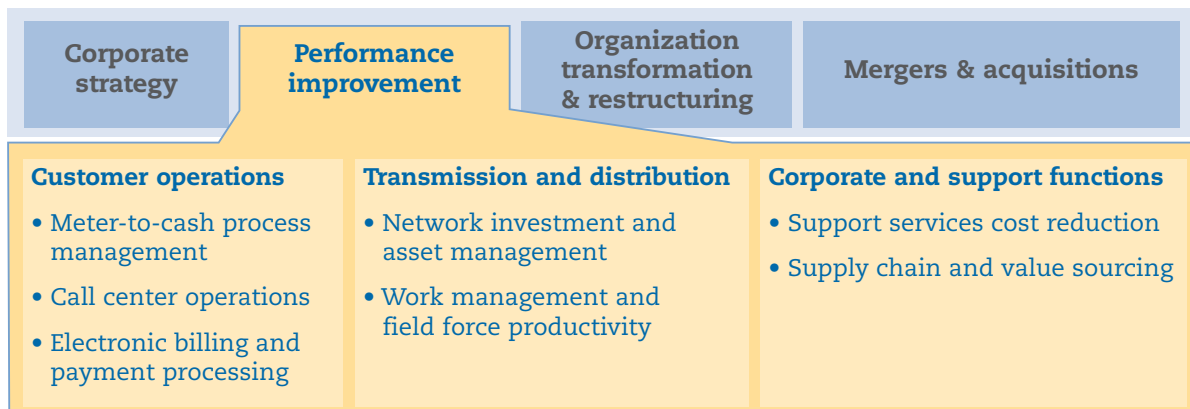 Corporate
strategy
Performance
improvement
Organization
transformation
& restructuring
Mergers & acquisitions
Customer operations
• Meter-to-cash process
management
• Call center operations
• Electronic billing and
payment processing
Transmission and distribution
• Network investment and
asset management
• Work management and
field force productivity
Corporate and support functions
• Support services cost reduction
• Supply chain and value sourcing